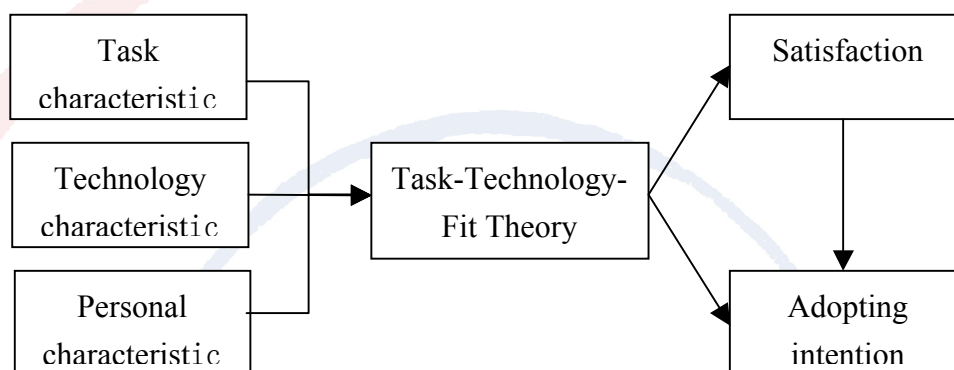 Task
characteristic
Technology
characteristic
Personal
characteristic
Task-Technology-
Fit Theory
Satisfaction
Adopting
intention